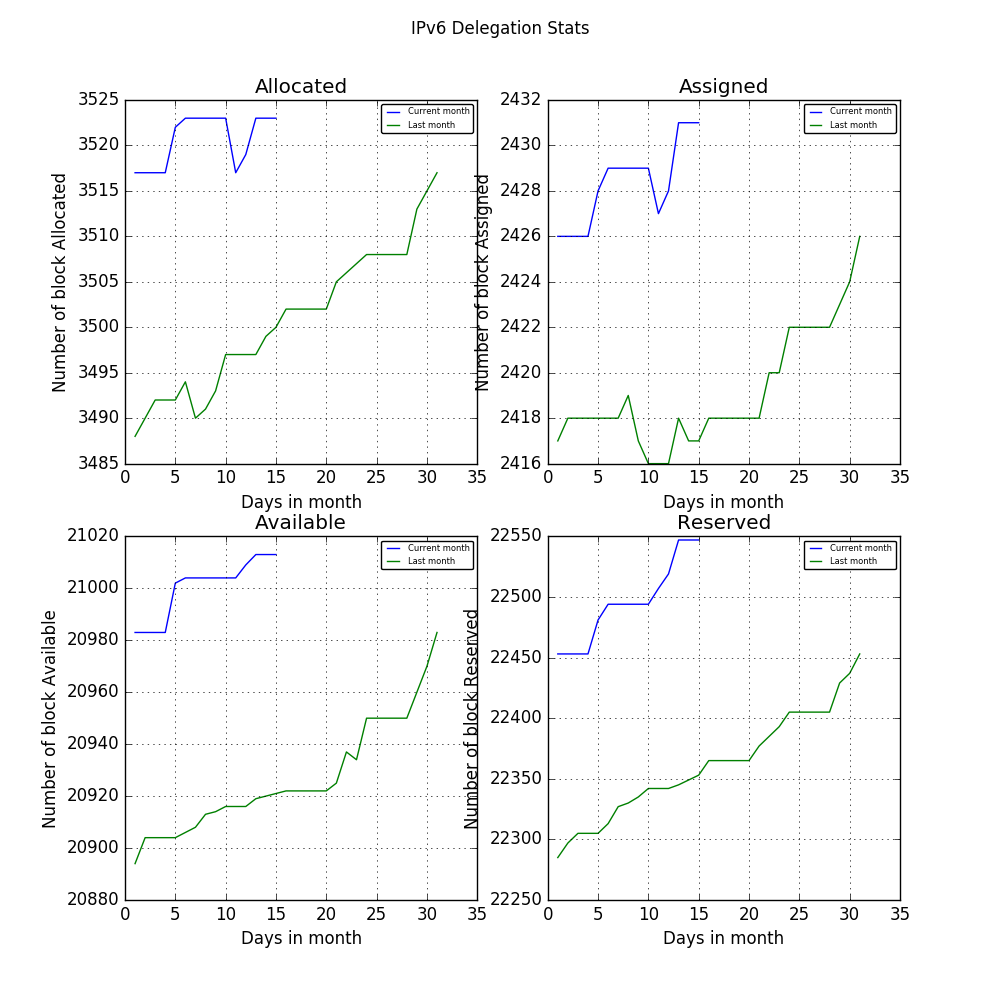 IPv6 Delegation Stats
Allocated
Number of block Allocated
3525
3520
3515
3510
3505
3500
3495
3490
3485
Current month
Last month
0 5 10 15 20 25 30 35
Days in month
Assigned
Number of block Assigned
2432
2430
2428
2426
2424
2422
2420
2418
2416
Current month
Last month
0 5 10 15 20 25 30 35
Days in month
Available
Number of block Available
21020
21000
20980
20960
20940
20920
20900
20880
Current month
Last month
0 5 10 15 20 25 30 35
Days in month
Reserved
Number of block Reserved
22550
22500
22450
22400
22350
22300
22250
Current month
Last month
0 5 10 15 20 25 30 35
Days in month